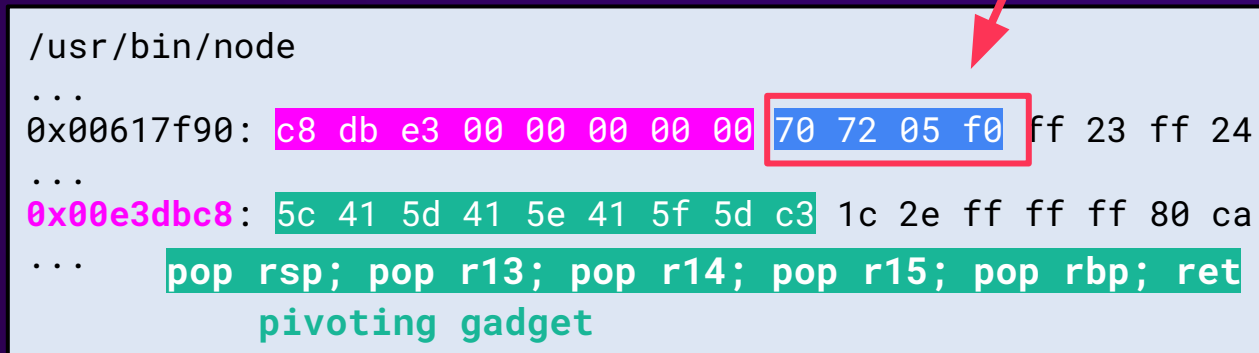 /usr/bin/node
...
0x00617f90: c8 db e3 00 00 00 00 00 70 72 05 f0 ff 23 ff 24
...
0x00e3dbc8: 5c 41 5d 41 5e 41 5f 5d c3 1c 2e ff ff ff 80 ca
... pop rsp; pop r13; pop r14; pop r15; pop rbp; ret
pivoting gadget